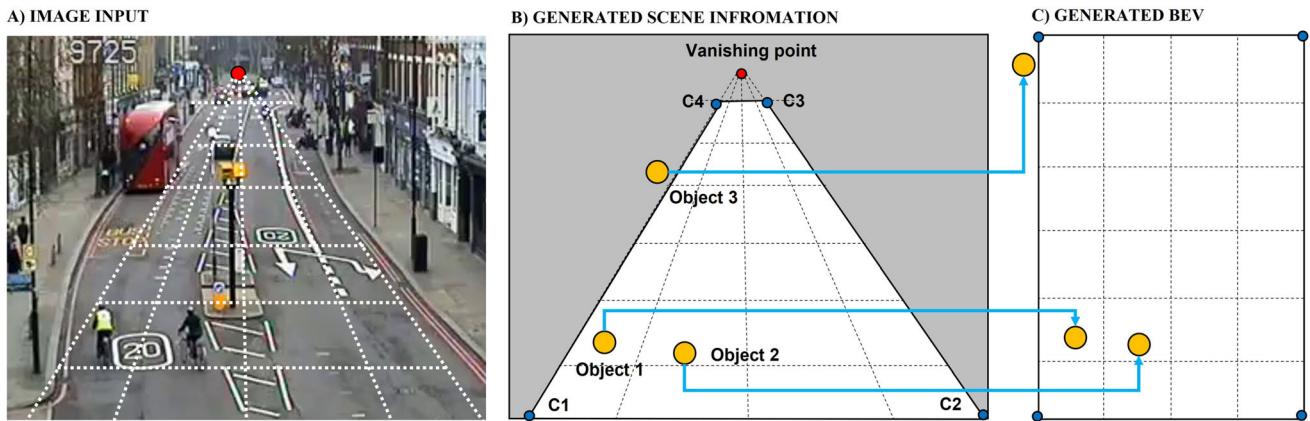 A) IMAGE INPUT
B) GENERATED SCENE INFROMATION
C) GENERATED BEV
9725
Vanishing point
C4
C3
Object 3
BUS
STOP
20
20
Object 1
Object 2
C1
C2